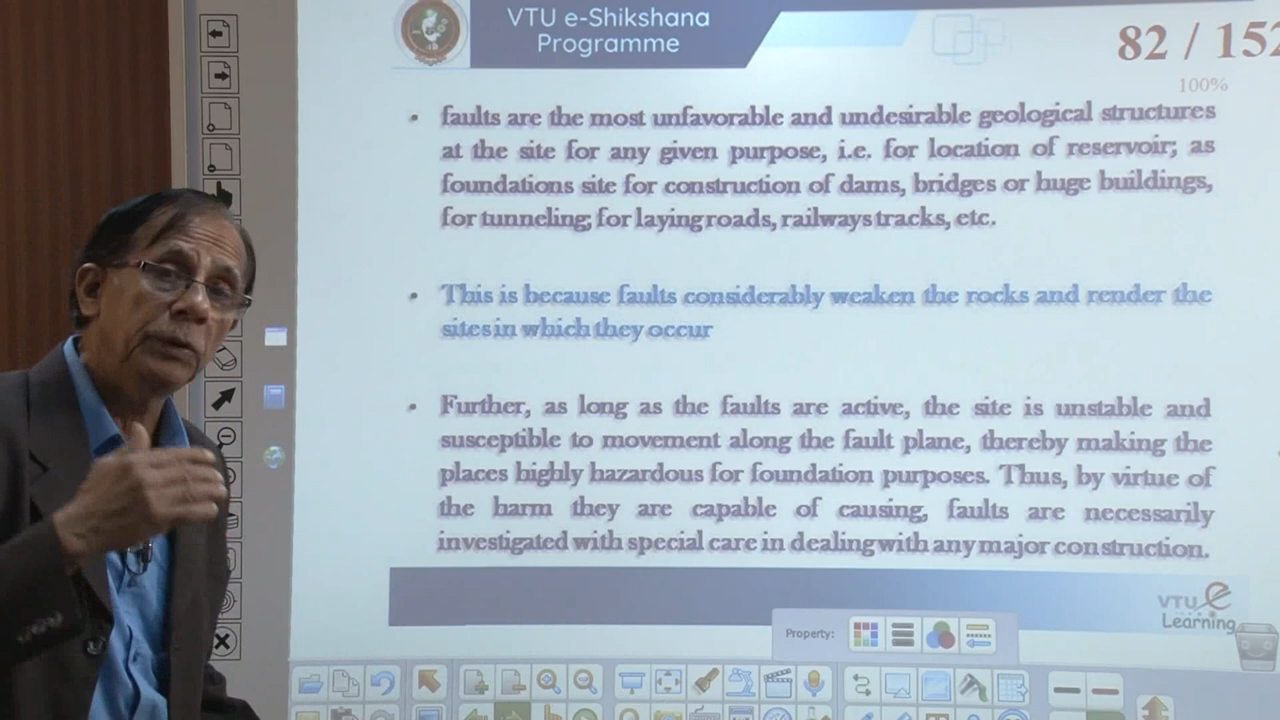 VTU e-Shikshana
Programme
82 / 152
100%
• faults are the most unfavorable and undesirable geological structures
at the site for any given purpose, i.e. for location of reservoir; as
foundations site for construction of dams, bridges or huge buildings,
for tunneling; for laying roads, railways tracks, etc.
• This is because faults considerably weaken the rocks and render the
sites in which they occur
• Further, as long as the faults are active, the site is unstable and
susceptible to movement along the fault plane, thereby making the
places highly hazardous for foundation purposes. Thus, by virtue of
the harm they are capable of causing, faults are necessarily
investigated with special care in dealing with any major construction.
VTU e
Learning
Property: